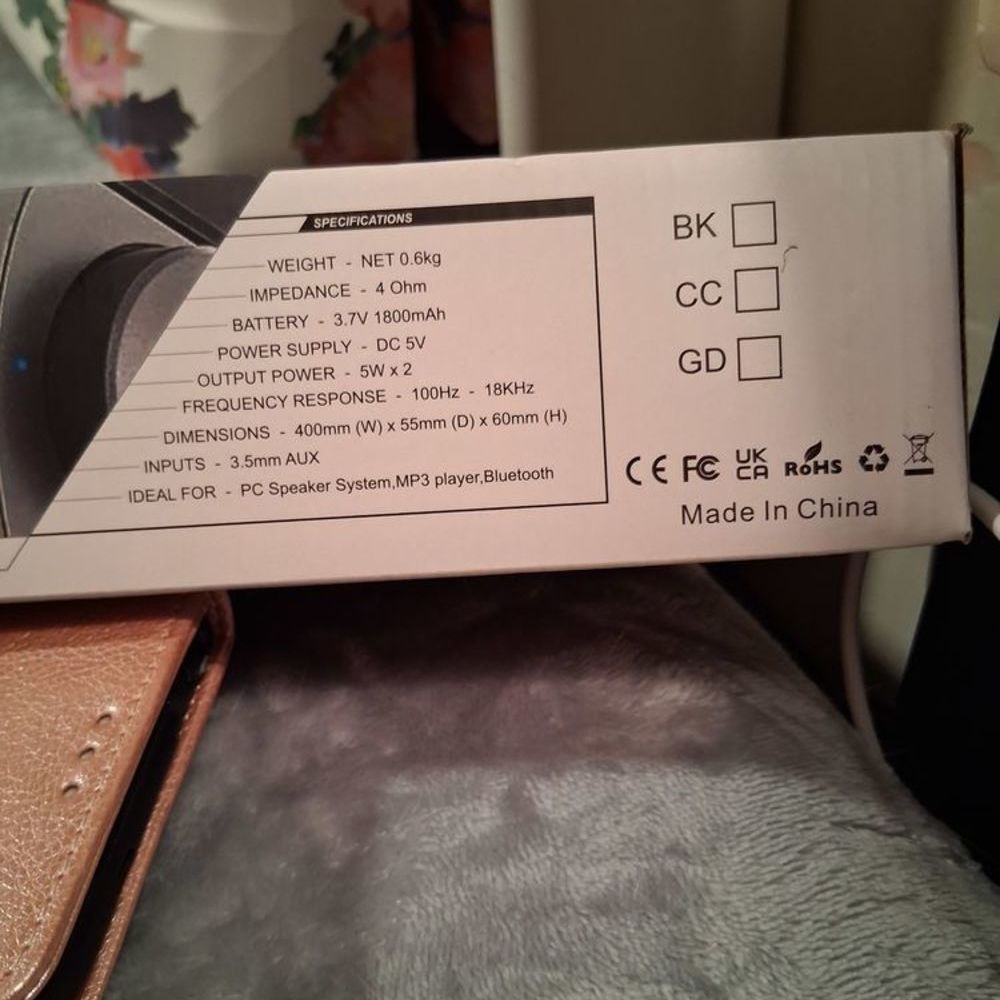 SPECIFICATIONS
WEIGHT - NET 0.6kg
IMPEDANCE - 4 Ohm
BATTERY - 3.7V 1800mAh
POWER SUPPLY - DC 5V
OUTPUT POWER - 5W x 2
FREQUENCY RESPONSE - 100Hz - 18KHz
DIMENSIONS - 400mm (W) x 55mm (D) x 60mm (H)
INPUTS - 3.5mm AUX
IDEAL FOR - PC Speaker System,MP3 player,Bluetooth
BK
CC
GD
CE FC UK CA RoHS
Made In China